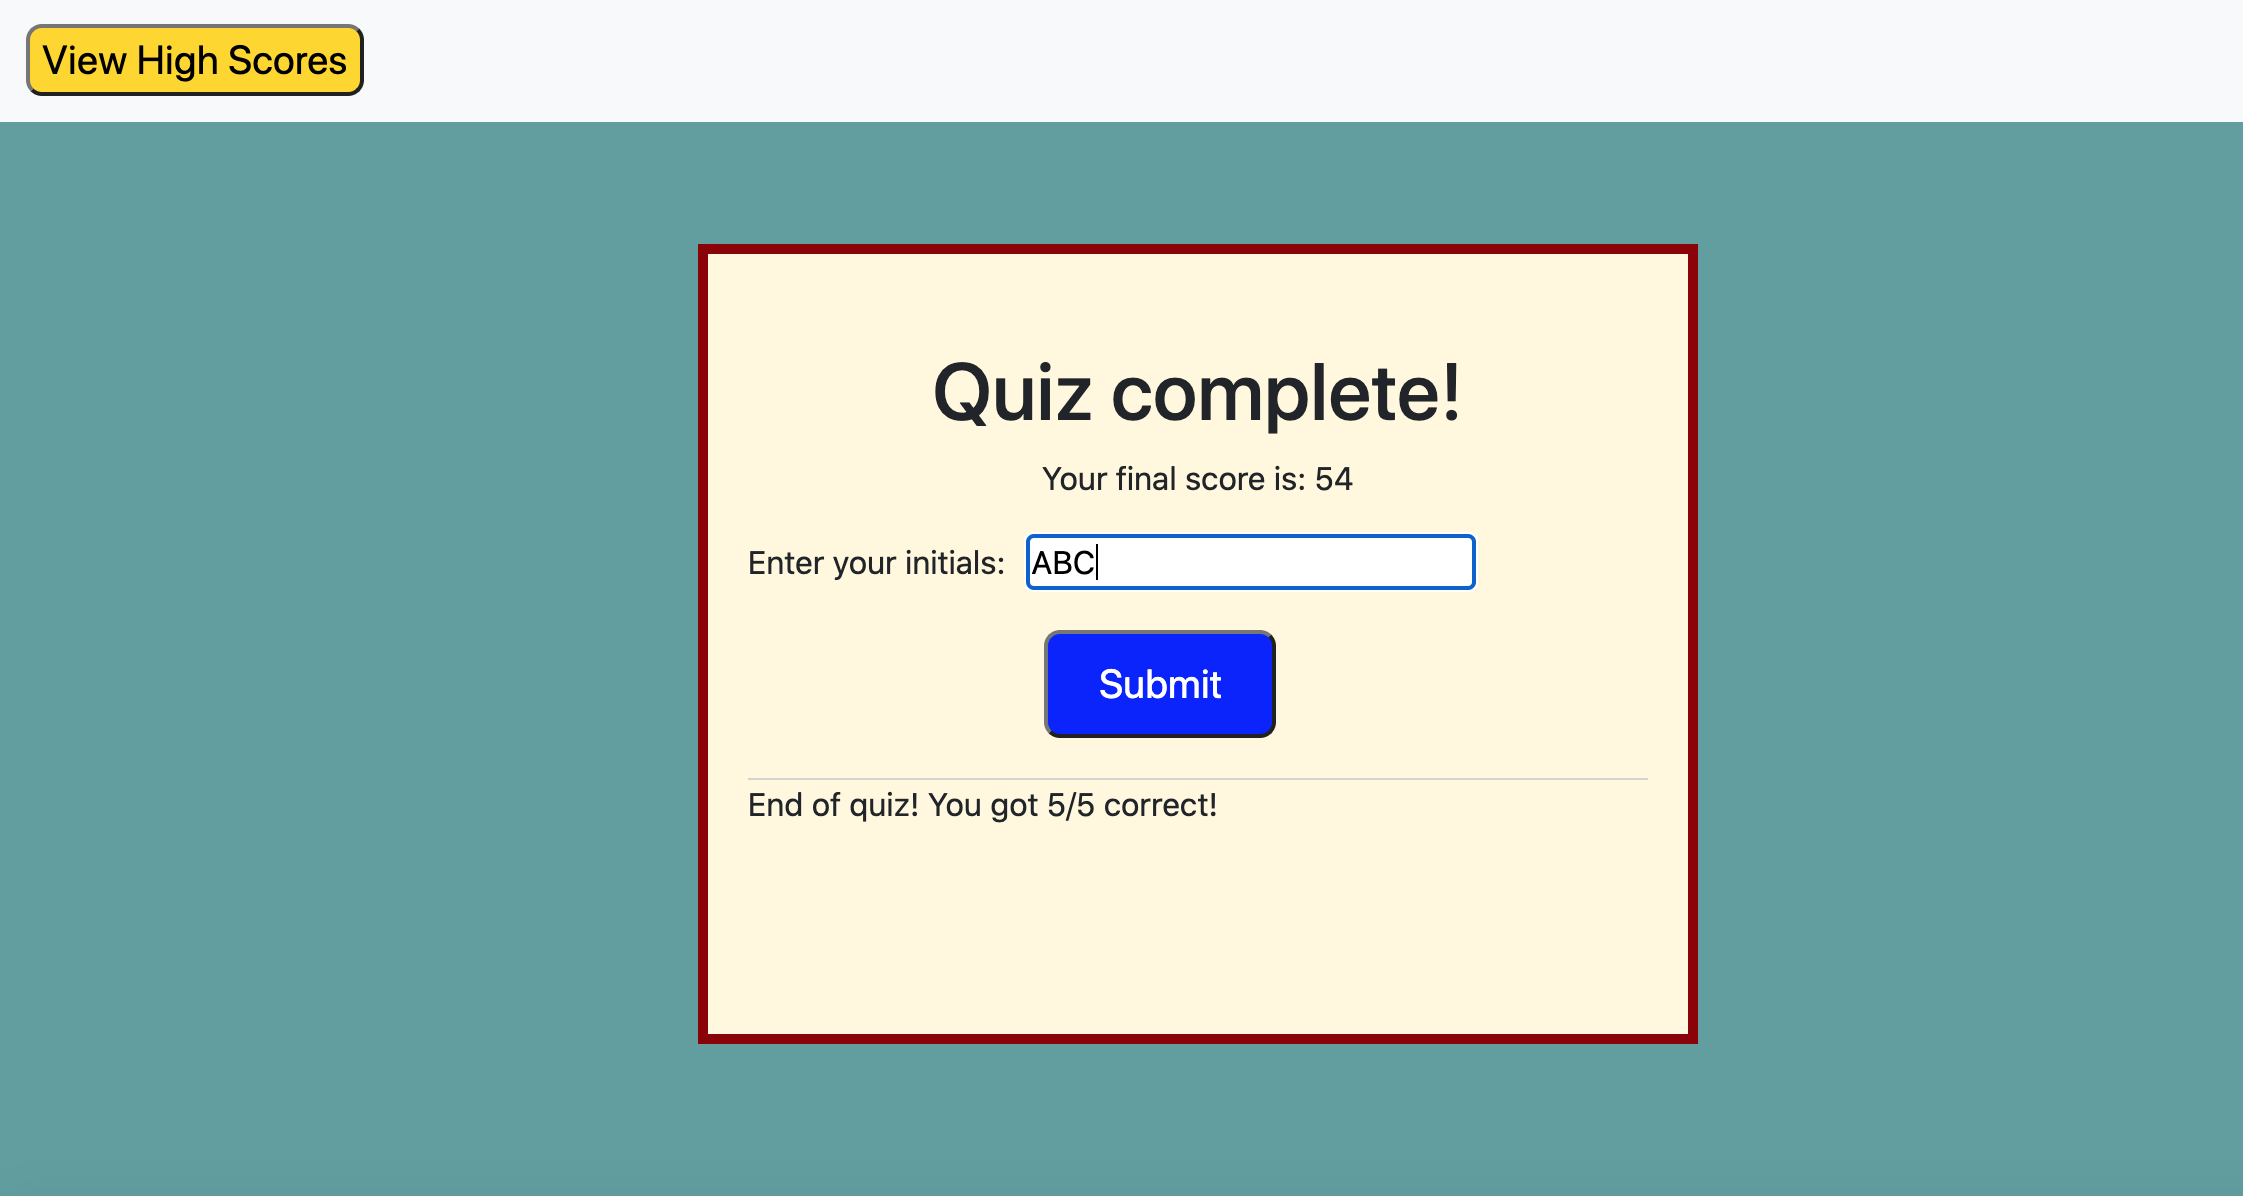 View High Scores
Quiz complete!
Your final score is: 54
Enter your initials: ABC
Submit
End of quiz! You got 5/5 correct!